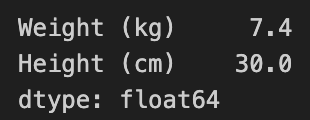 Weight (kg)     7.4
Height (cm)    30.0
dtype: float64